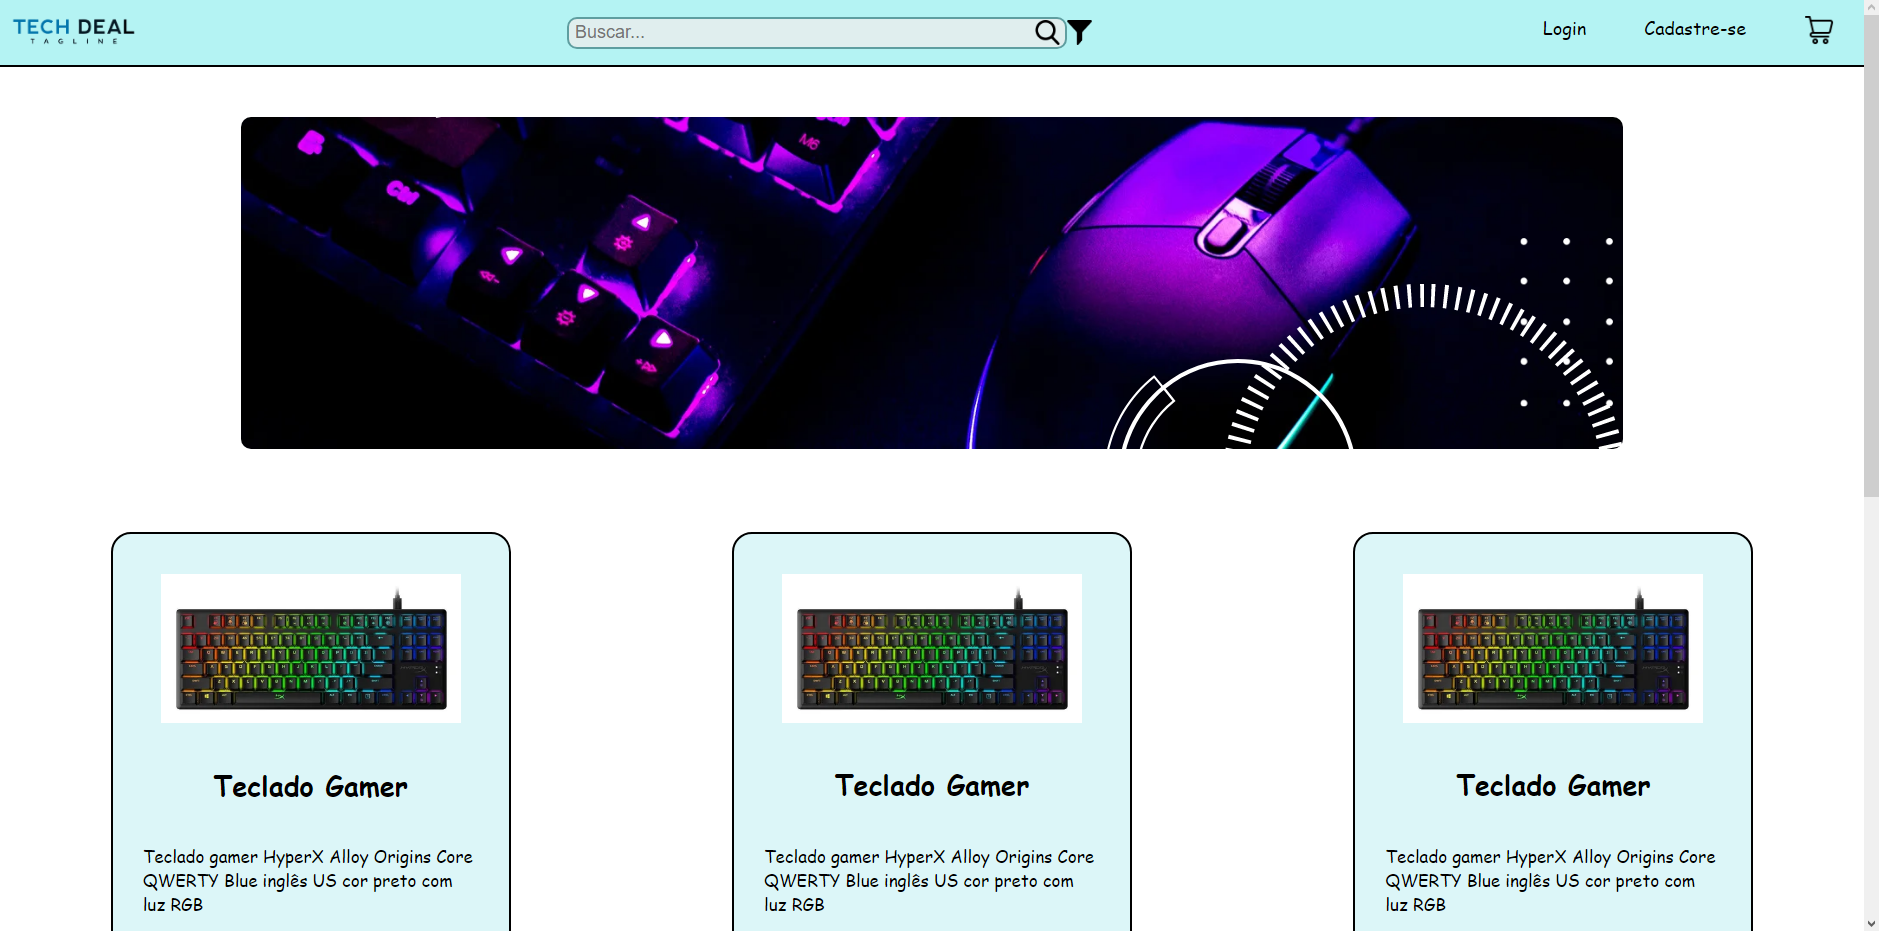 TECH DEAL
TAGLINE
Buscar...
Login
Cadastre-se
M6
Teclado Gamer
Teclado gamer HyperX Alloy Origins Core
QWERTY Blue inglês US cor preto com
luz RGB
Teclado Gamer
Teclado gamer HyperX Alloy Origins Core
QWERTY Blue inglês US cor preto com
luz RGB
Teclado Gamer
Teclado gamer HyperX Alloy Origins Core
QWERTY Blue inglês US cor preto com
luz RGB